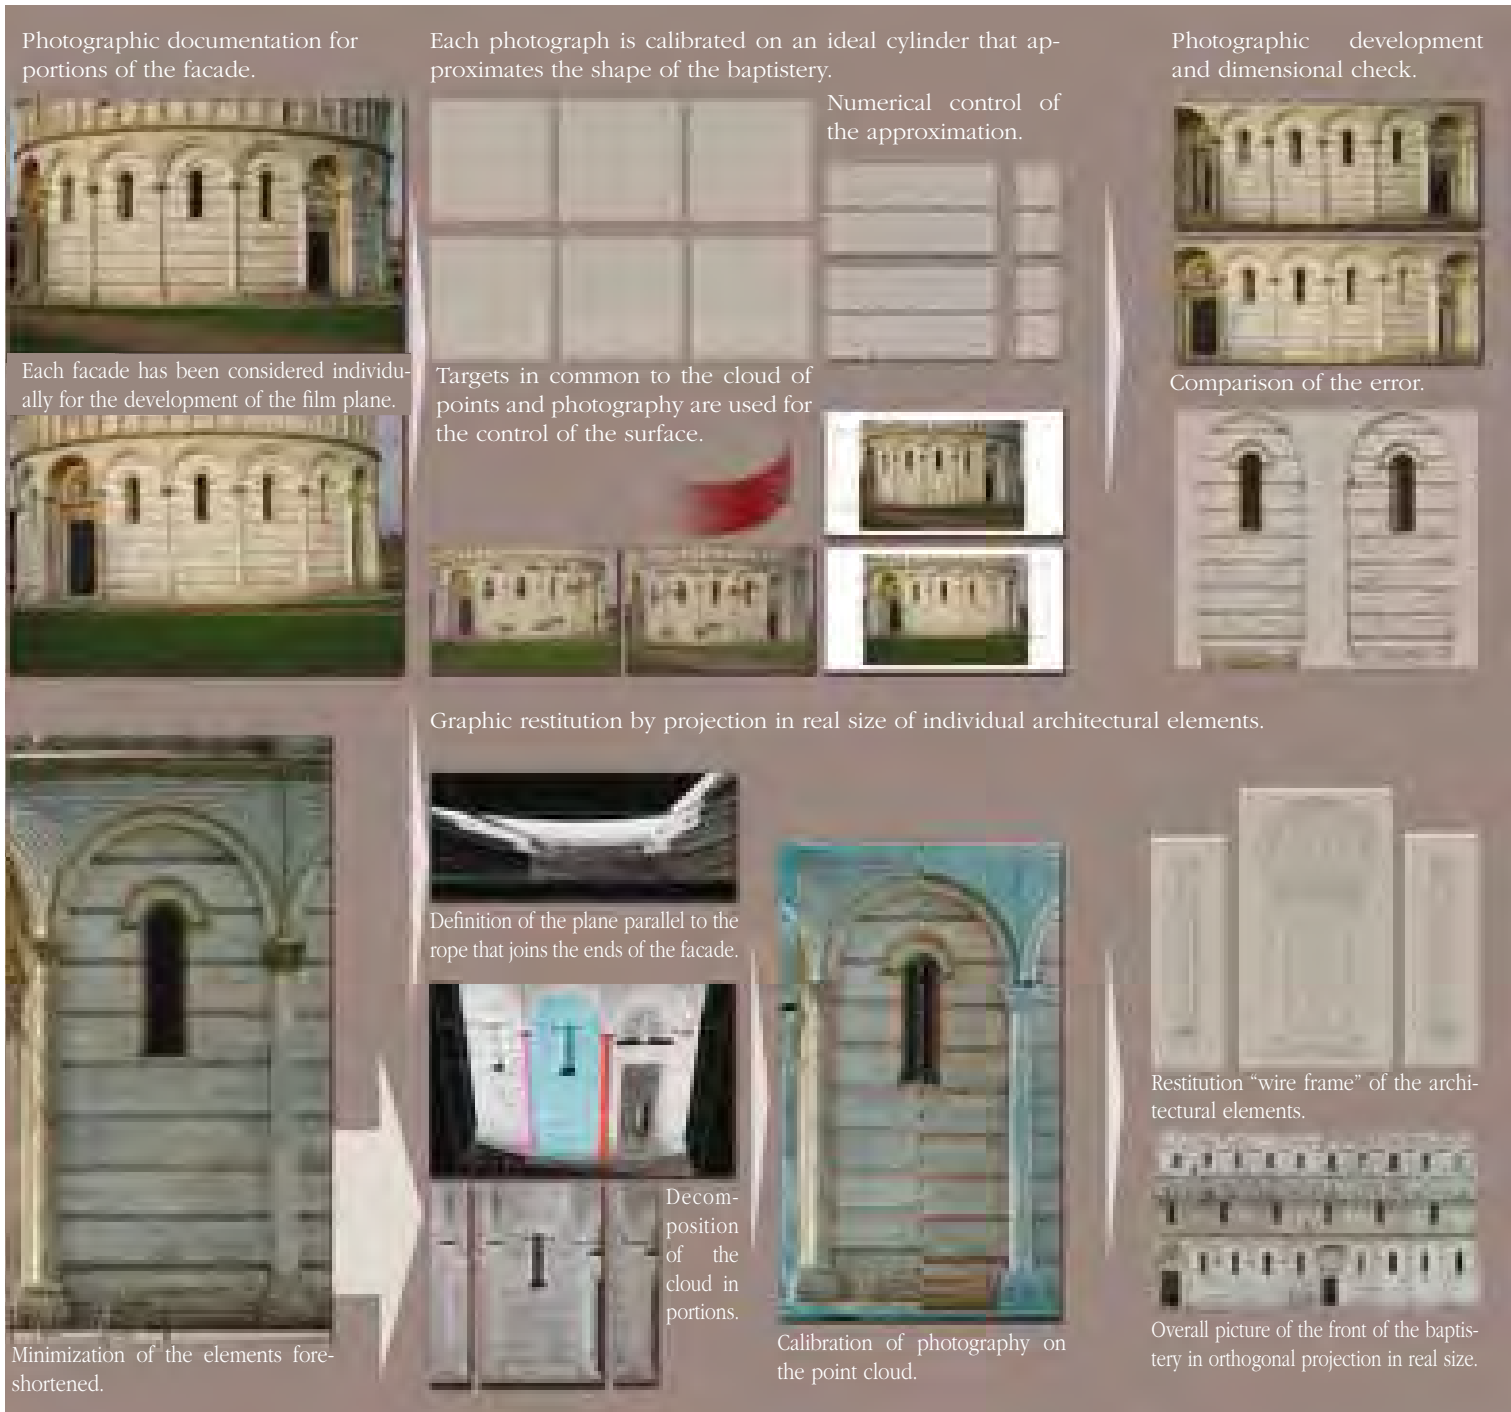 Photographic documentation for
portions of the facade.
Each facade has been considered individu-
ally for the development of the film plane.
Each photograph is calibrated on an ideal cylinder that ap-
proximates the shape of the baptistery.
Numerical control of
the approximation.
Targets in common to the cloud of
points and photography are used for
the control of the surface.
Photographic development
and dimensional check.
Comparison of the error.
Graphic restitution by projection in real size of individual architectural elements.
Minimization of the elements fore-
shortened.
Definition of the plane parallel to the
rope that joins the ends of the facade.
Decom-
position
of the
cloud in
portions.
Calibration of photography on
the point cloud.
Restitution “wire frame” of the archi-
tectural elements.
Overall picture of the front of the baptis-
tery in orthogonal projection in real size.